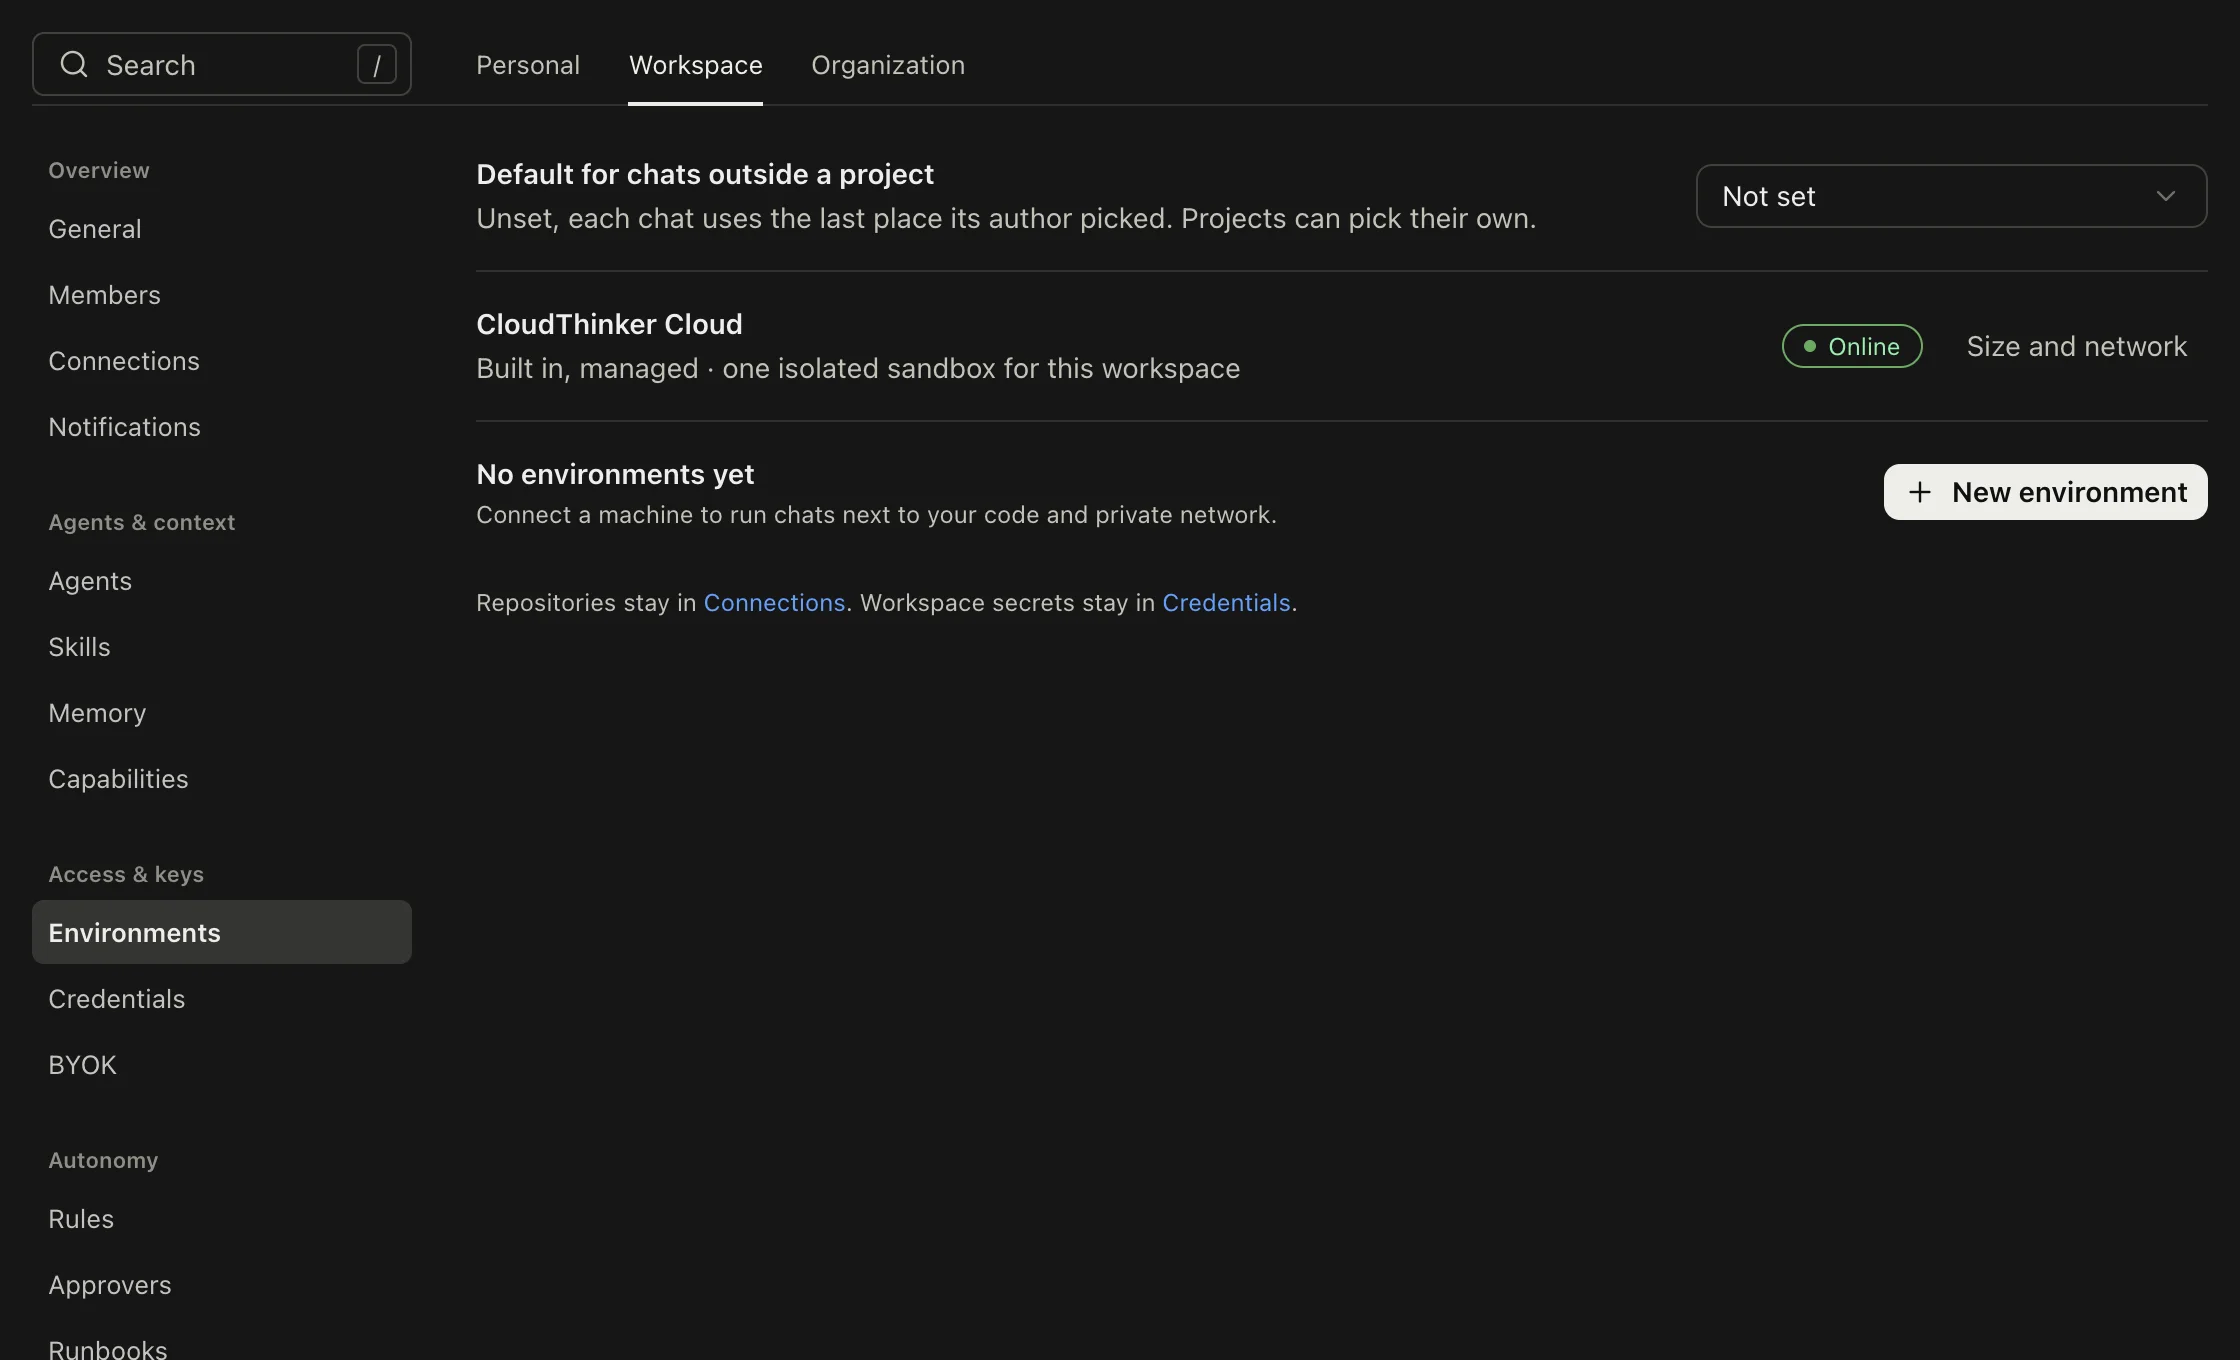 Search /
Personal
Workspace
Organization
Overview
General
Members
Connections
Notifications
Agents & context
Agents
Skills
Memory
Capabilities
Access & keys
Environments
Credentials
BYOK
Autonomy
Rules
Approvers
Runbooks
Default for chats outside a project
Unset, each chat uses the last place its author picked. Projects can pick their own.
Not set
CloudThinker Cloud
Built in, managed · one isolated sandbox for this workspace
Online
Size and network
No environments yet
Connect a machine to run chats next to your code and private network.
+ New environment
Repositories stay in Connections. Workspace secrets stay in Credentials.